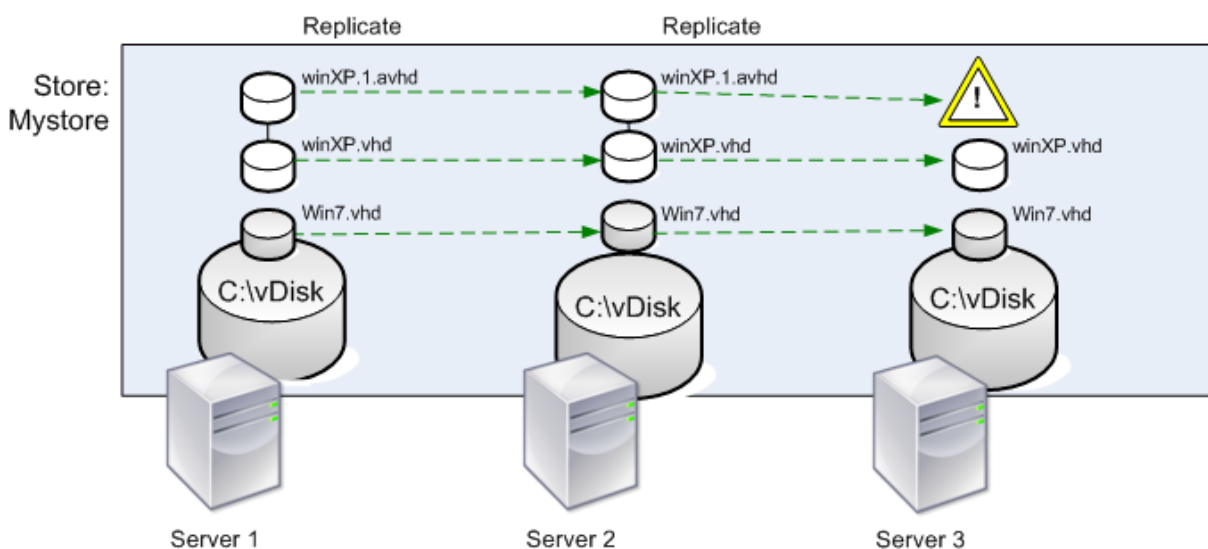 Replicate
Replicate
Store:
Mystore
winXP.1.avhd
winXP.1.avhd
!
winXP.vhd
winXP.vhd
winXP.vhd
Win7.vhd
Win7.vhd
Win7.vhd
C:\vDisk
C:\vDisk
C:\vDisk
Server 1
Server 2
Server 3